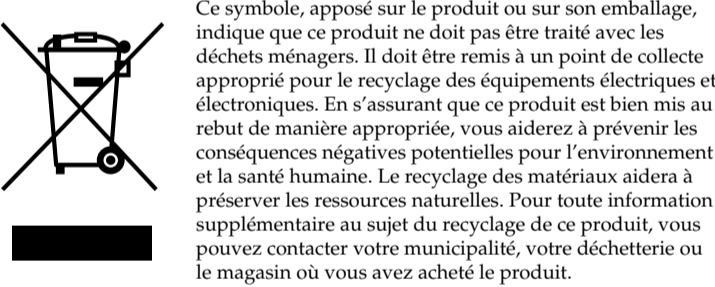 Ce symbole, apposé sur le produit ou sur son emballage,
indique que ce produit ne doit pas être traité avec les
déchets ménagers. Il doit être remis à un point de collecte
approprié pour le recyclage des équipements électriques et
électroniques. En s’assurant que ce produit est bien mis au
rebut de manière appropriée, vous aiderez à prévenir les
conséquences négatives potentielles pour l’environnement
et la santé humaine. Le recyclage des matériaux aidera à
préserver les ressources naturelles. Pour toute information
supplémentaire au sujet du recyclage de ce produit, vous
pouvez contacter votre municipalité, votre déchetterie ou
le magasin où vous avez acheté le produit.